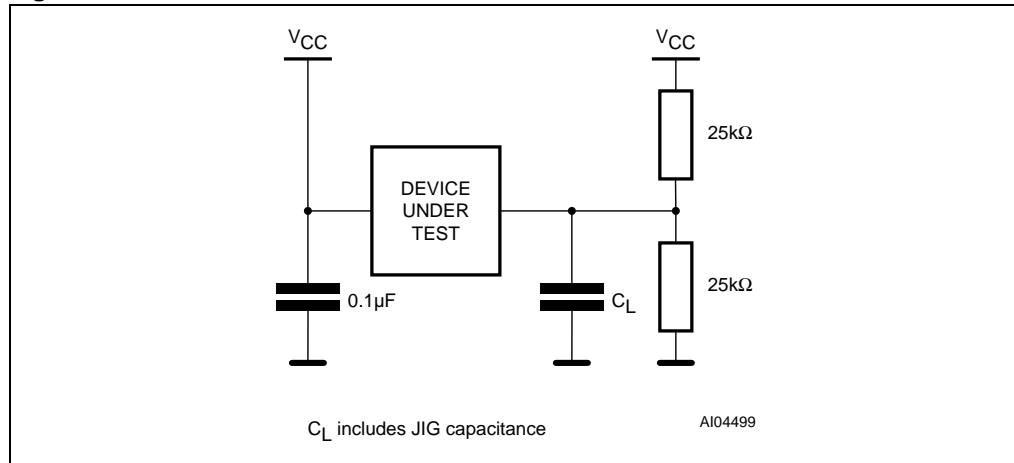 VCC
VCC
25kΩ
DEVICE
UNDER
TEST
0.1µF
CL
25kΩ
CL includes JIG capacitance
AI04499